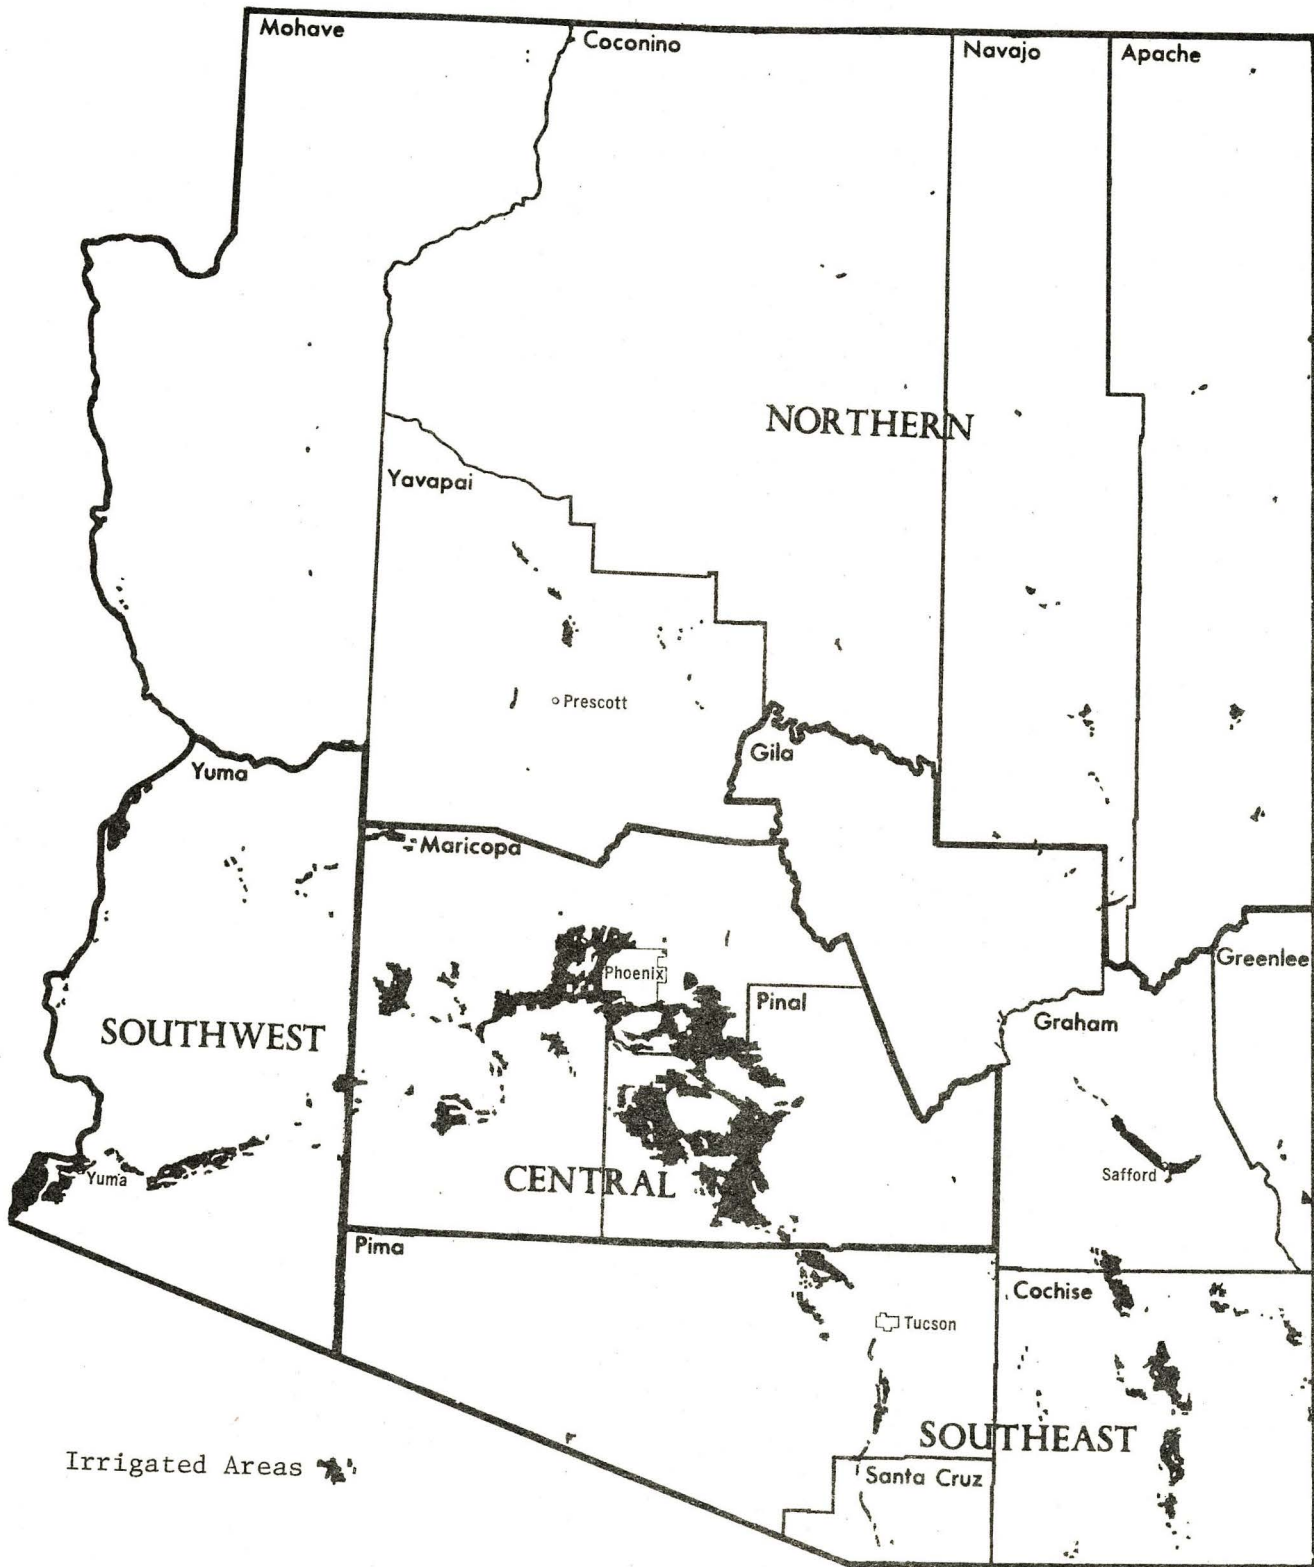 Mohave
Coconino
Navajo
Apache
NORTHERN
Yavapai
Prescott
Gila
Yuma
Maricopa
Greenlee
Phoenix
Pinal
Graham
SOUTHWEST
Safford
Yuma
CENTRAL
Pima
Cochise
Tucson
SOUTHEAST
Irrigated Areas
Santa Cruz